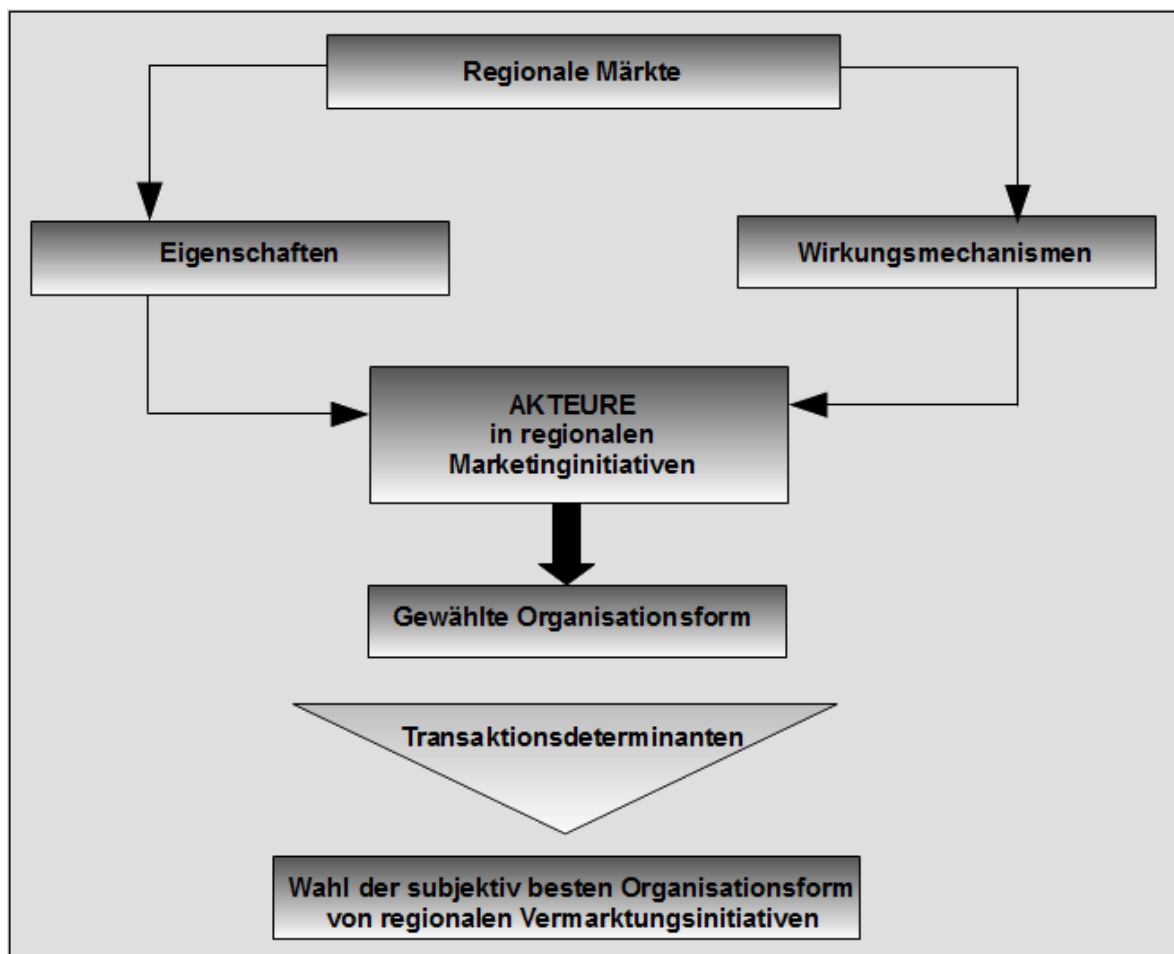 Regionale Märkte
Eigenschaften
Wirkungsmechanismen
AKTEURE
in regionalen
Marketinginitiativen
Gewählte Organisationsform
Transaktionsdeterminanten
Wahl der subjektiv besten Organisationsform
von regionalen Vermarktungsinitiativen